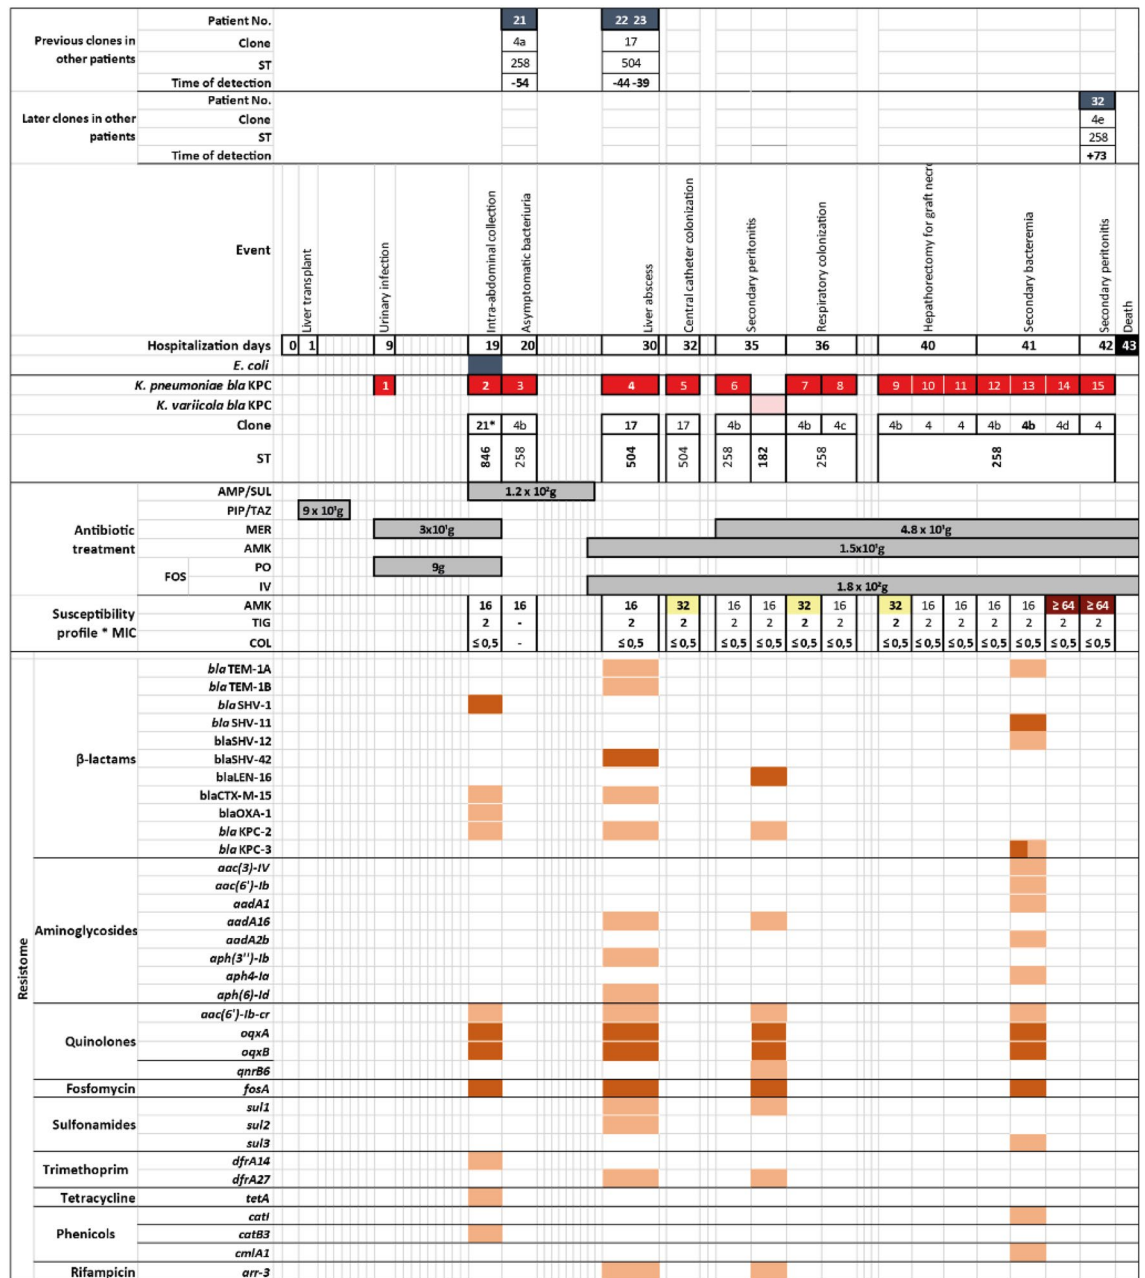 Patient No. 21 22 23
Previous clones in other patients
Clone 4a 17
ST 258 504
Time of detection -54 -44 -39
Patient No. 32
Later clones in other patients
Clone 4e
ST 258
Time of detection +73
Event
Liver transplant
Urinary infection
Intra-abdominal collection
Asymptomatic bacteriuria
Liver abscess
Central catheter colonization
Secondary peritonitis
Respiratory colonization
Hepathorectomy for graft necr
Secondary bacteremia
Secondary peritonitis
Death
Hospitalization days 0 1 9 19 20 30 32 35 36 40 41 42 43
E. coli
K. pneumoniae bla KPC 1 2 3 4 5 6 7 8 9 10 11 12 13 14 15
K. variicola bla KPC
Clone 21* 4b 17 17 4b 4b 4c 4b 4 4 4b 4b 4d 4
ST 846 258 504 504 258 182 258 258
Antibiotic treatment
AMP/SUL 1.2 x 10²g
PIP/TAZ 9 x 10¹g
MER 3x10¹g 4.8 x 10¹g
AMK 1.5x10¹g
FOS
PO 9g
IV 1.8 x 10²g
Susceptibility profile * MIC
AMK 16 16 16 32 16 16 32 16 32 16 16 16 16 ≥ 64 ≥ 64
TIG 2 - 2 2 2 2 2 2 2 2 2 2 2 2 2
COL ≤ 0,5 - ≤ 0,5 ≤ 0,5 ≤ 0,5 ≤ 0,5 ≤ 0,5 ≤ 0,5 ≤ 0,5 ≤ 0,5 ≤ 0,5 ≤ 0,5 ≤ 0,5 ≤ 0,5 ≤ 0,5
Resistome
β-lactams
bla TEM-1A
bla TEM-1B
bla SHV-1
bla SHV-11
blaSHV-12
blaSHV-42
blaLEN-16
blaCTX-M-15
blaOXA-1
bla KPC-2
bla KPC-3
Aminoglycosides
aac(3)-IV
aac(6')-Ib
aadA1
aadA16
aadA2b
aph(3'')-Ib
aph4-Ia
aph(6)-Id
Quinolones
aac(6')-Ib-cr
oqxA
oqxB
qnrB6
Fosfomycin fosA
Sulfonamides
sul1
sul2
sul3
Trimethoprim
dfrA14
dfrA27
Tetracycline tetA
Phenicols
catI
catB3
cmlA1
Rifampicin arr-3